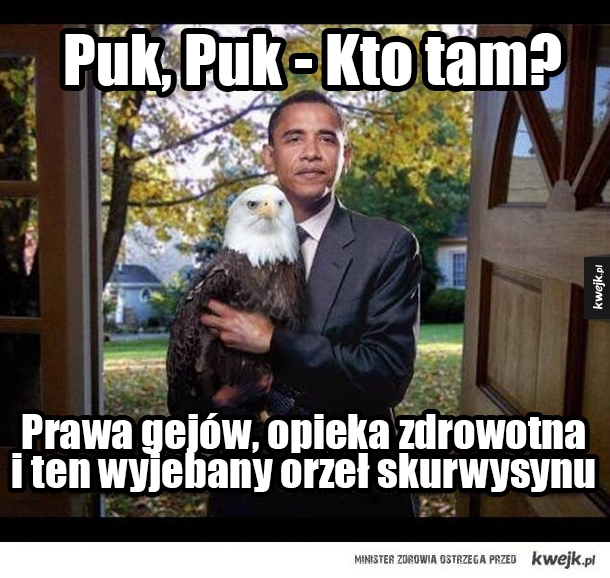 Puk, Puk - Kto tam?
kwejk.pl
Prawa gejów, opieka zdrowotna
i ten wyjebany orzeł skurwysynu
MINISTER ZDROWIA OSTRZEGA PRZED kwejk.pl